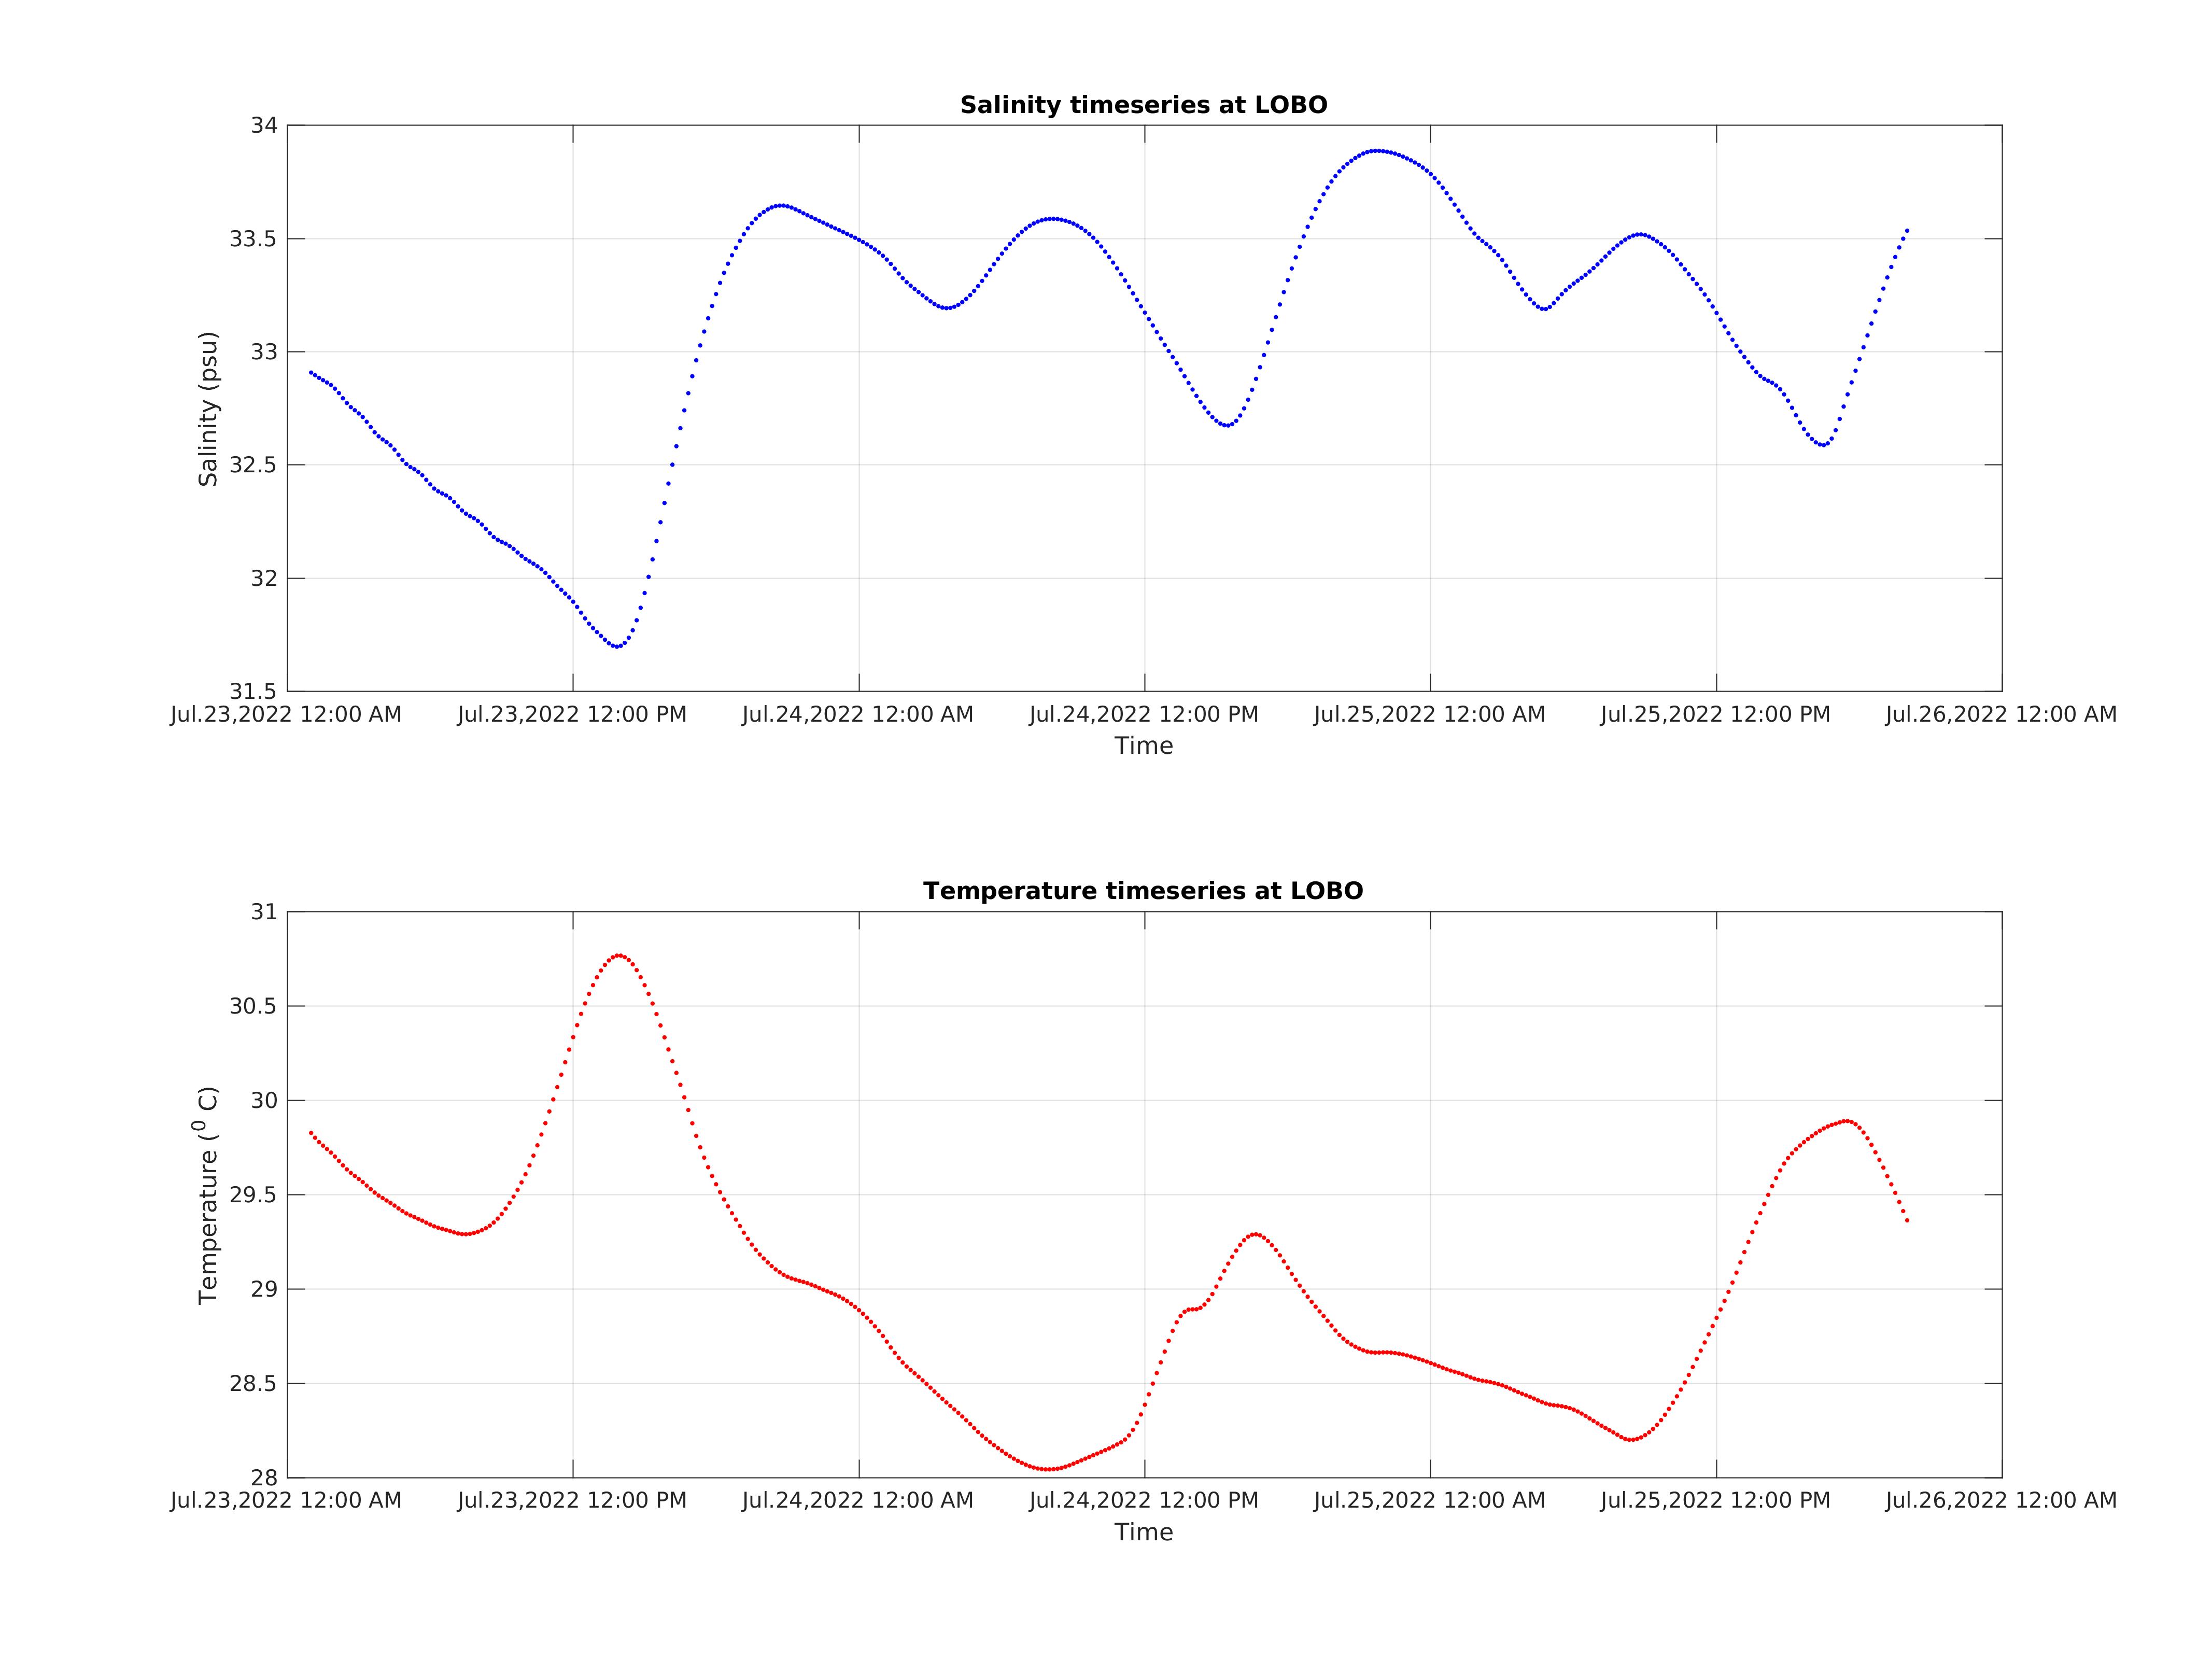 Salinity timeseries at LOBO
34
33.5
33
32.5
32
31.5
Salinity (psu)
Jul.23,2022 12:00 AM Jul.23,2022 12:00 PM Jul.24,2022 12:00 AM Jul.24,2022 12:00 PM Jul.25,2022 12:00 AM Jul.25,2022 12:00 PM Jul.26,2022 12:00 AM
Time
Temperature timeseries at LOBO
31
30.5
30
29.5
29
28.5
28
Temperature (⁰ C)
Jul.23,2022 12:00 AM Jul.23,2022 12:00 PM Jul.24,2022 12:00 AM Jul.24,2022 12:00 PM Jul.25,2022 12:00 AM Jul.25,2022 12:00 PM Jul.26,2022 12:00 AM
Time